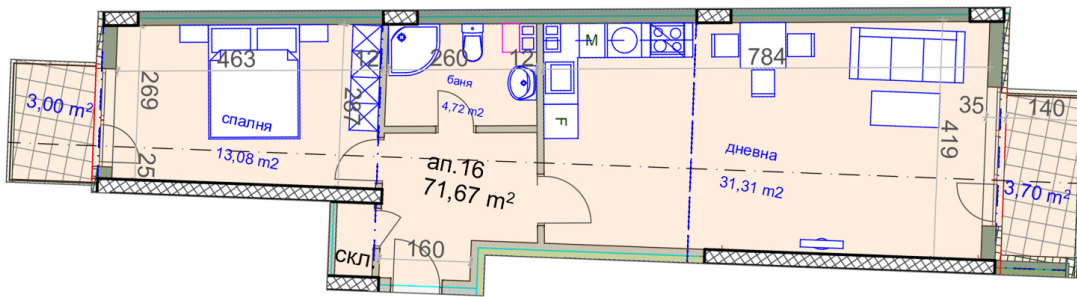 463
12
260
12
784
269
287
25
3,00 m²
спалня
13,08 m2
баня
4,72 m2
M
F
ап.16
71,67 m²
дневна
31,31 m2
419
35
140
3,70 m²
скл
160